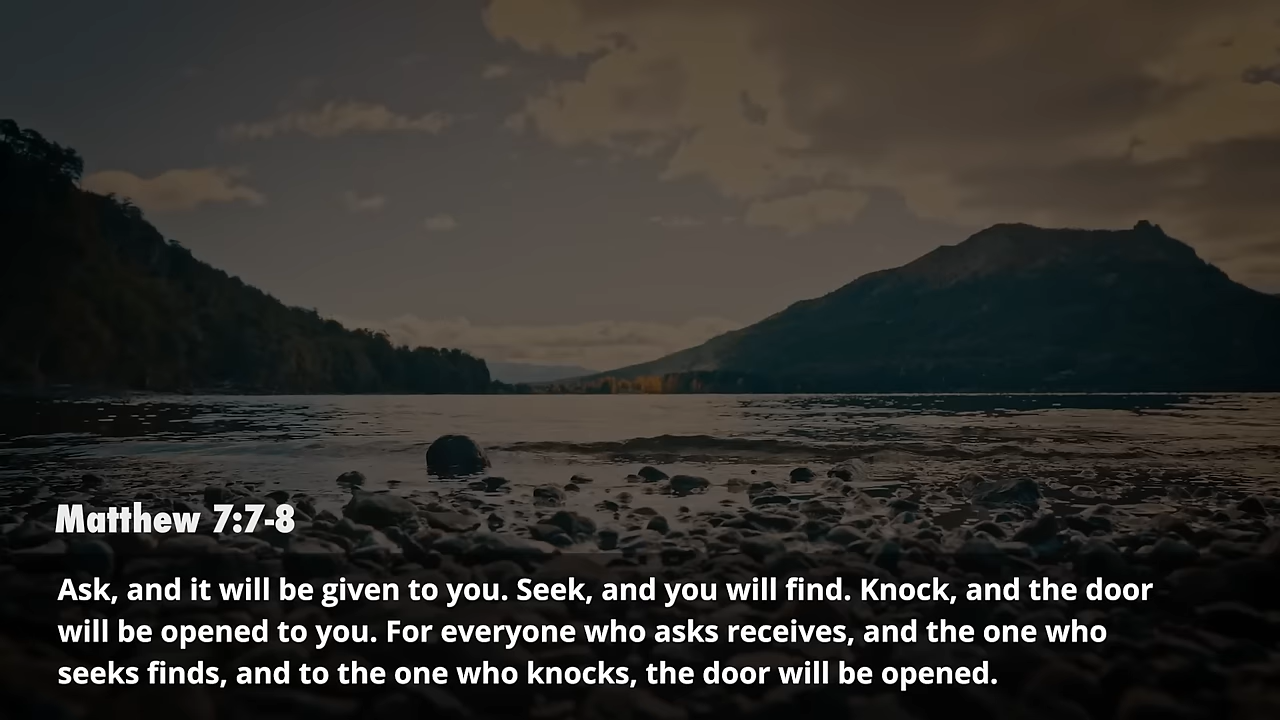 Matthew 7:7-8
Ask, and it will be given to you. Seek, and you will find. Knock, and the door
will be opened to you. For everyone who asks receives, and the one who
seeks finds, and to the one who knocks, the door will be opened.